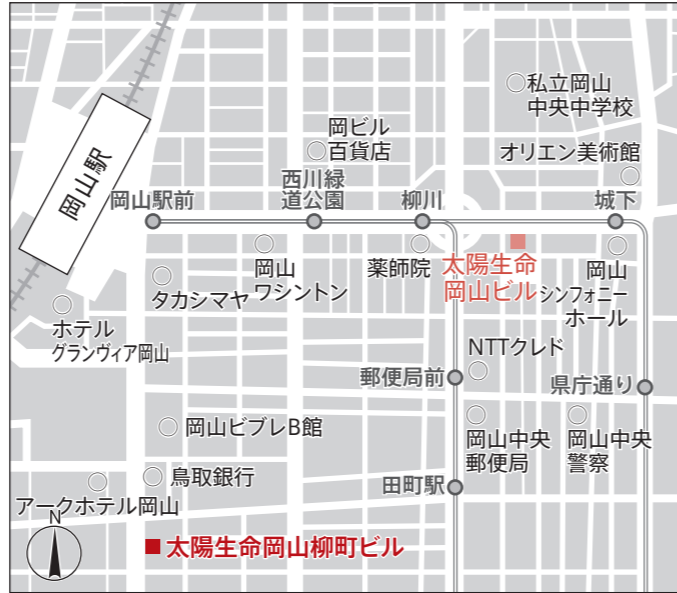 私立岡山
中央中学校
岡ビル
百貨店
オリエン美術館
岡山駅
岡山駅前
西川緑
道公園
柳川
城下
岡山
ワシントン
薬師院
太陽生命
岡山ビル
岡山
シンフォニー
ホール
タカシマヤ
ホテル
グランヴィア岡山
NTTクレド
郵便局前
県庁通り
岡山ビブレB館
岡山中央
郵便局
岡山中央
警察
鳥取銀行
田町駅
アークホテル岡山
N
太陽生命岡山柳町ビル